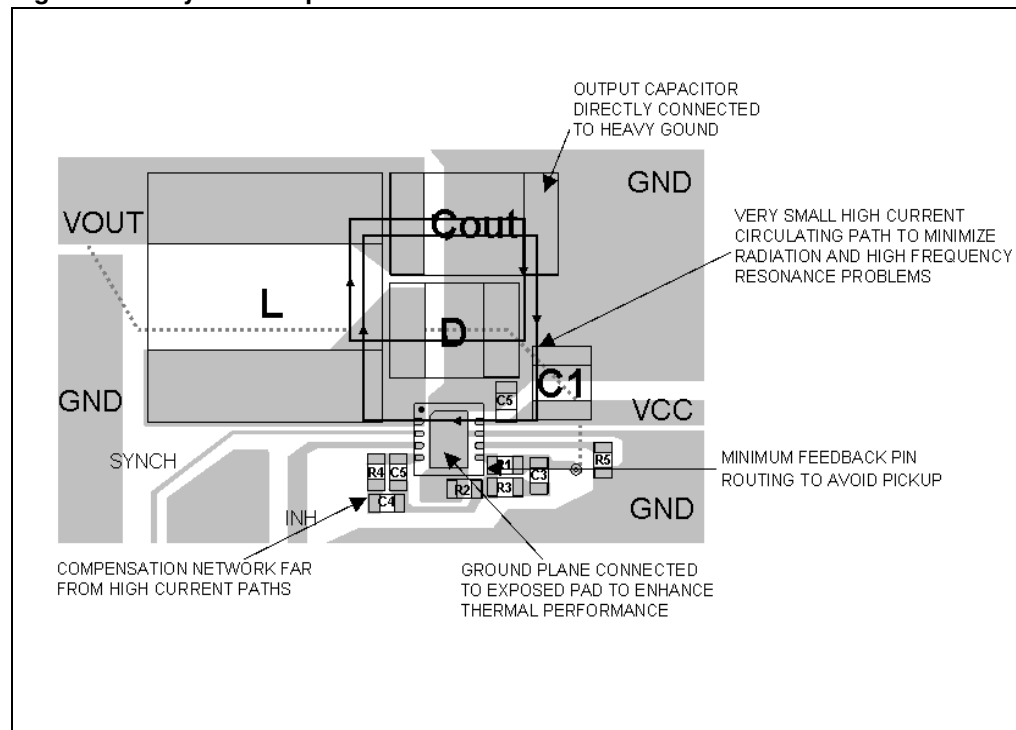 OUTPUT CAPACITOR
DIRECTLY CONNECTED
TO HEAVY GOUND
GND
VOUT
Cout
VERY SMALL HIGH CURRENT
CIRCULATING PATH TO MINIMIZE
RADIATION AND HIGH FREQUENCY
RESONANCE PROBLEMS
L
D
C1
C5
GND
VCC
SYNCH
R4
C5
C4
R1
R2
R3
C3
R5
MINIMUM FEEDBACK PIN
ROUTING TO AVOID PICKUP
INH
GND
COMPENSATION NETWORK FAR
FROM HIGH CURRENT PATHS
GROUND PLANE CONNECTED
TO EXPOSED PAD TO ENHANCE
THERMAL PERFORMANCE